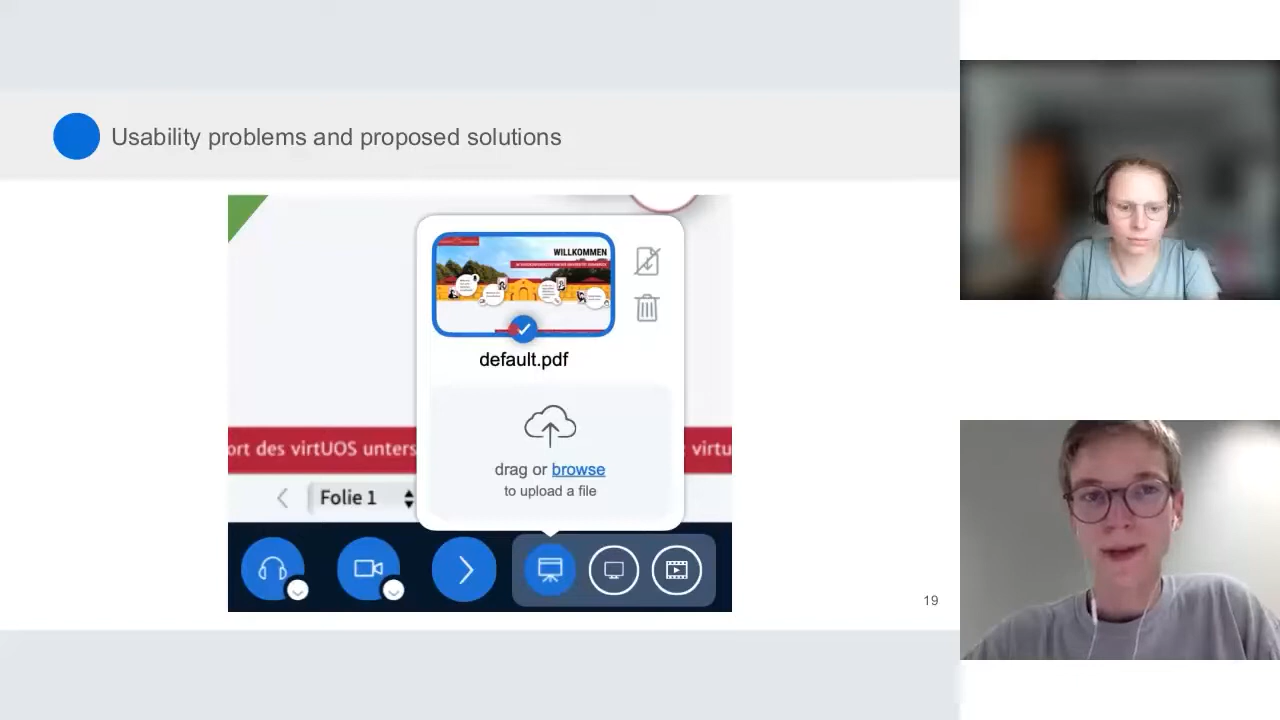 Usability problems and proposed solutions
WILLKOMMEN
default.pdf
drag or browse
to upload a file
ort des virtUOS unters
virtu
Folie 1
19